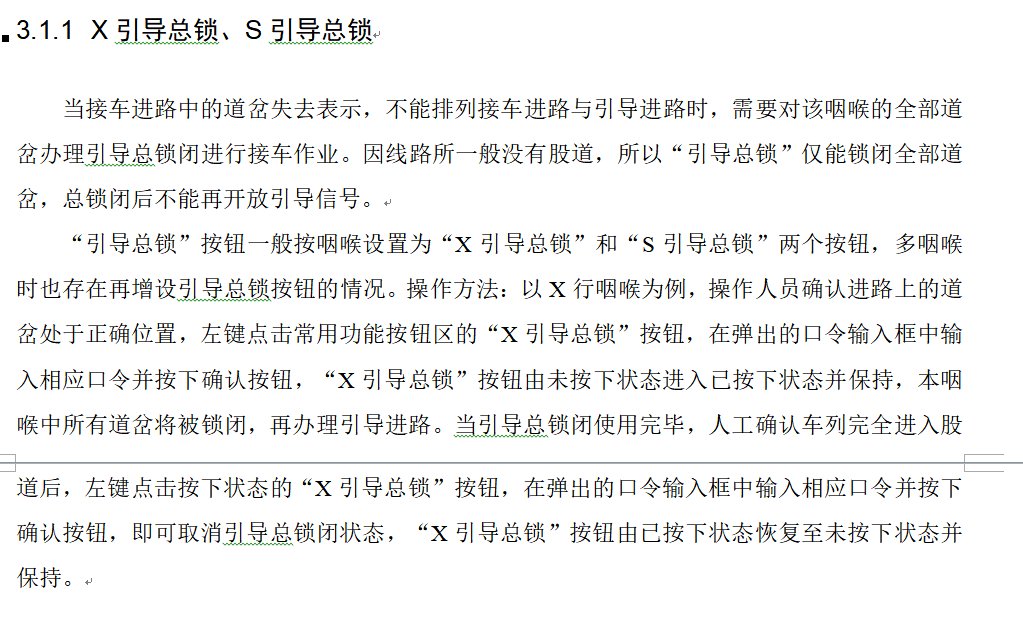 3.1.1 X 引导总锁、S 引导总锁
当接车进路中的道岔失去表示，不能排列接车进路与引导进路时，需要对该咽喉的全部道
岔办理引导总锁闭进行接车作业。因线路所一般没有股道，所以“引导总锁”仅能锁闭全部道
岔，总锁闭后不能再开放引导信号。
“引导总锁”按钮一般按咽喉设置为“X 引导总锁”和“S 引导总锁”两个按钮，多咽喉
时也存在再增设引导总锁按钮的情况。操作方法：以 X 行咽喉为例，操作人员确认进路上的道
岔处于正确位置，左键点击常用功能按钮区的“X 引导总锁”按钮，在弹出的口令输入框中输
入相应口令并按下确认按钮，“X 引导总锁”按钮由未按下状态进入已按下状态并保持，本咽
喉中所有道岔将被锁闭，再办理引导进路。当引导总锁闭使用完毕，人工确认车列完全进入股
道后，左键点击按下状态的“X 引导总锁”按钮，在弹出的口令输入框中输入相应口令并按下
确认按钮，即可取消引导总锁闭状态，“X 引导总锁”按钮由已按下状态恢复至未按下状态并
保持。